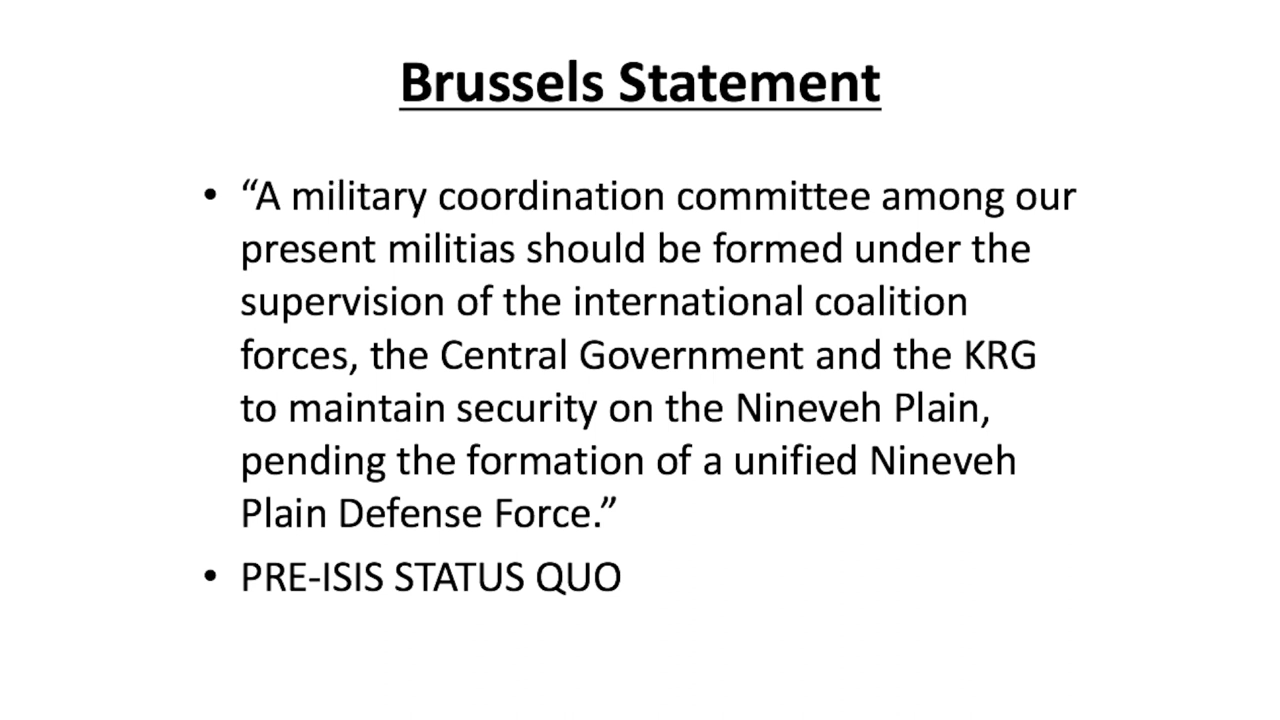 Brussels Statement
• “A military coordination committee among our
present militias should be formed under the
supervision of the international coalition
forces, the Central Government and the KRG
to maintain security on the Nineveh Plain,
pending the formation of a unified Nineveh
Plain Defense Force.”
• PRE-ISIS STATUS QUO